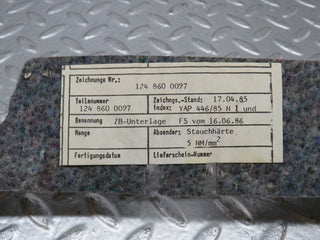 Zeichnungs Nr.:
124 860 0097
Teilenummer Zeichngs.-Stand: 17.04.85
124 860 0097 Index: YAP 446/85 N 1 und
Benennung ZB-Unterlage FS vom 16.06.86
Menge Absender: Stauchhärte
5 NM/mm²
Fertigungsdatum Lieferschein-Nummer